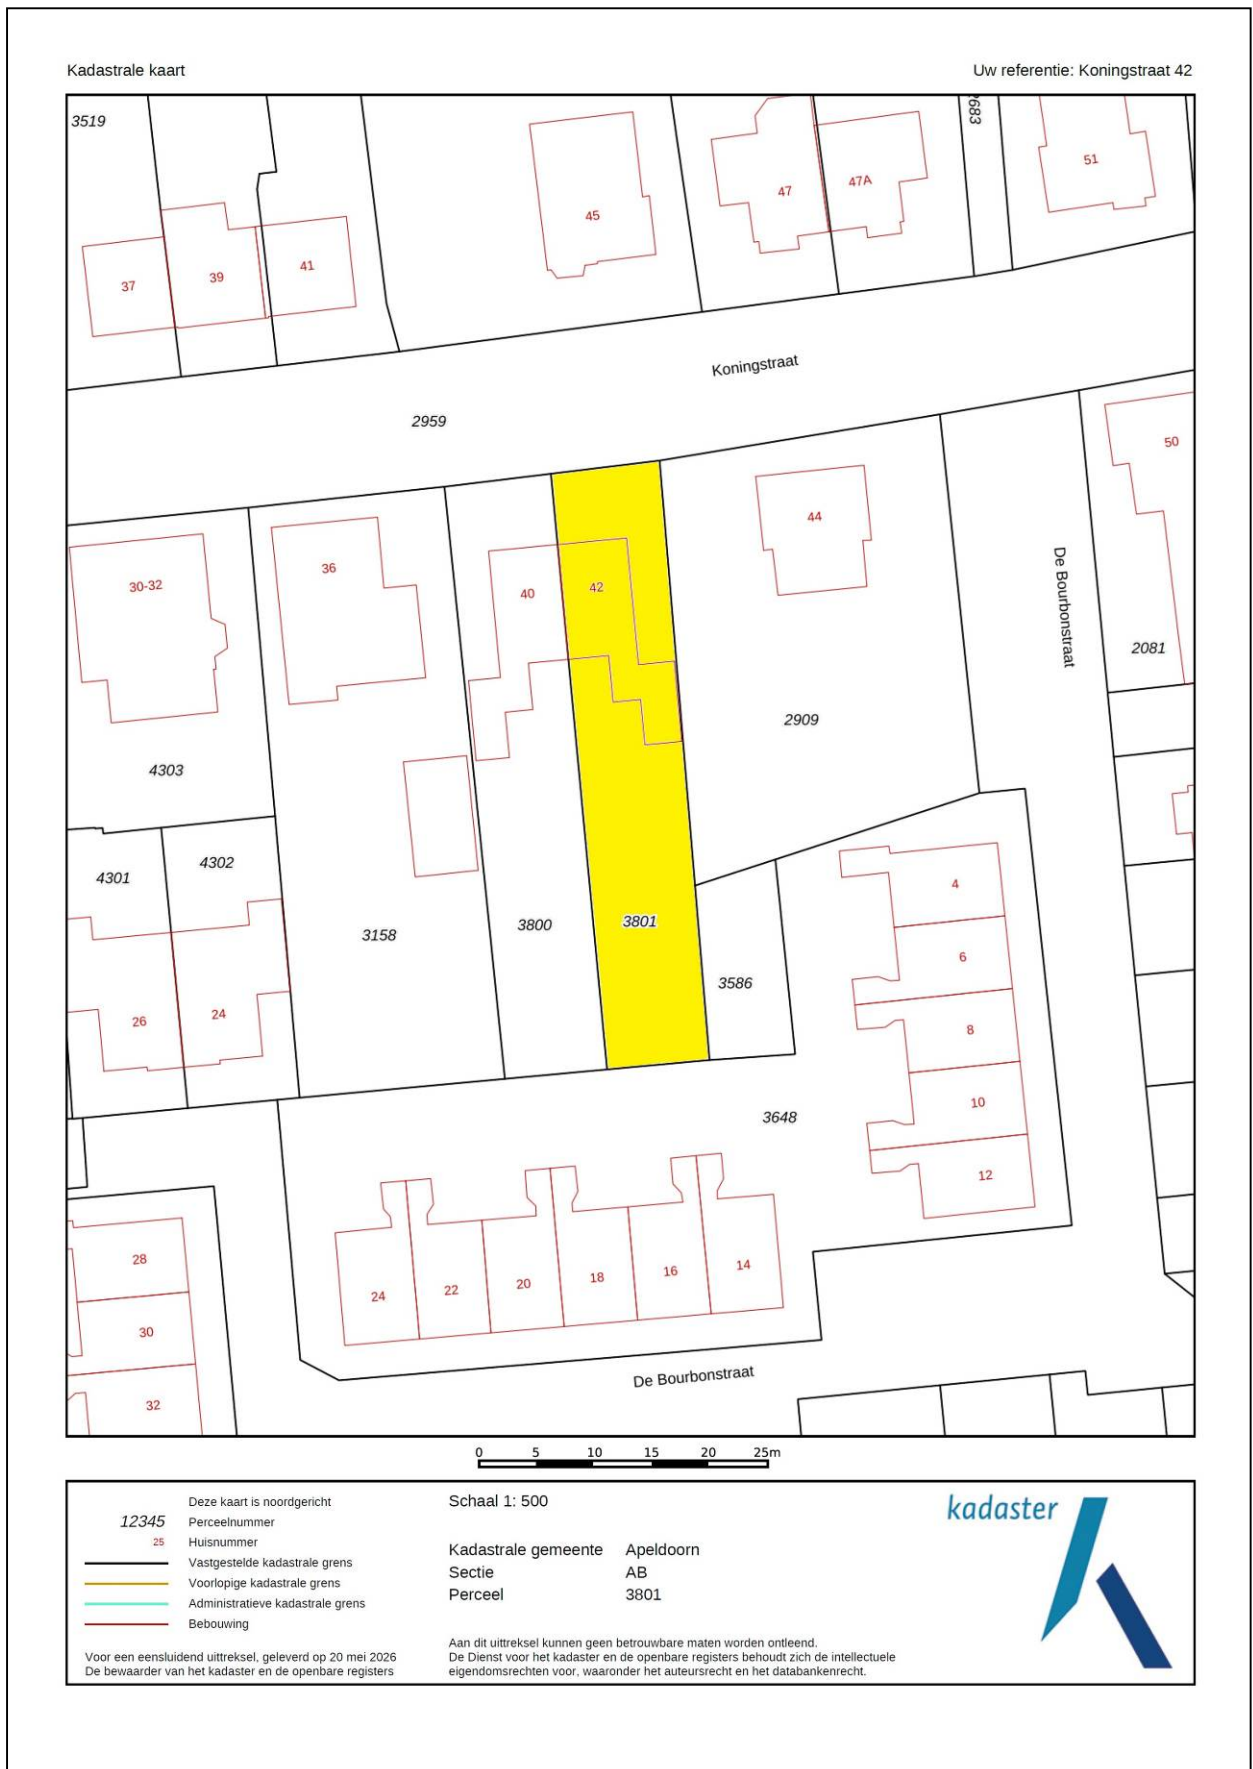 Kadastrale kaart
Uw referentie: Koningstraat 42
3519
2683
51
47
47A
45
41
39
37
Koningstraat
2959
50
44
30-32
36
40
42
De Bourbonstraat
2081
2909
4303
4301
4302
3158
3800
3801
3586
4
6
8
10
12
26
24
3648
28
30
32
24
22
20
18
16
14
De Bourbonstraat
0 5 10 15 20 25m
Deze kaart is noordgericht
12345 Perceelnummer
25 Huisnummer
Vastgestelde kadastrale grens
Voorlopige kadastrale grens
Administratieve kadastrale grens
Bebouwing
Voor een eensluidend uittreksel, geleverd op 20 mei 2026
De bewaarder van het kadaster en de openbare registers
Schaal 1: 500
Kadastrale gemeente Apeldoorn
Sectie AB
Perceel 3801
Aan dit uittreksel kunnen geen betrouwbare maten worden ontleend.
De Dienst voor het kadaster en de openbare registers behoudt zich de intellectuele
eigendomsrechten voor, waaronder het auteursrecht en het databankenrecht.
kadaster